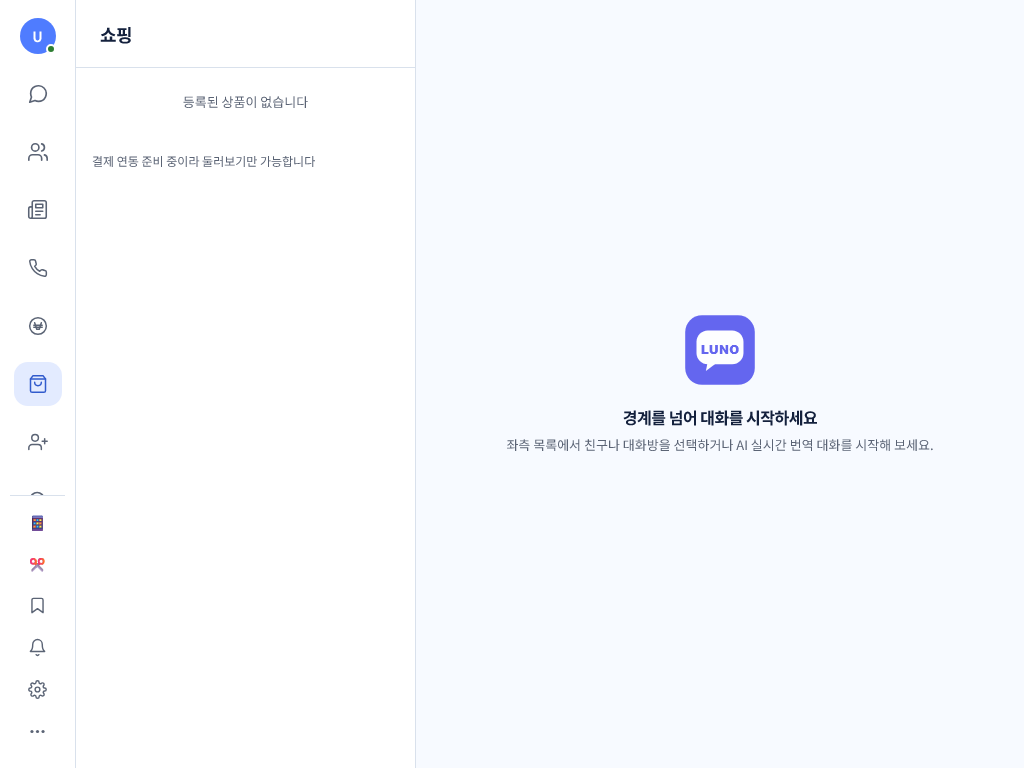 U
쇼핑
등록된 상품이 없습니다
결제 연동 준비 중이라 둘러보기만 가능합니다
LUNO
경계를 넘어 대화를 시작하세요
좌측 목록에서 친구나 대화방을 선택하거나 AI 실시간 번역 대화를 시작해 보세요.